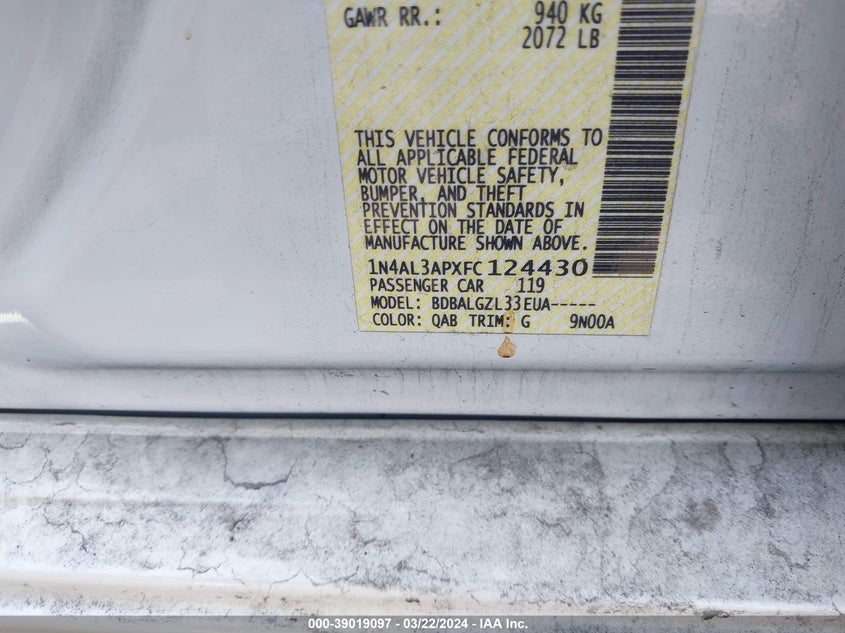 GAWR RR.: 940 KG
2072 LB
THIS VEHICLE CONFORMS TO
ALL APPLICABLE FEDERAL
MOTOR VEHICLE SAFETY,
BUMPER, AND THEFT
PREVENTION STANDARDS IN
EFFECT ON THE DATE OF
MANUFACTURE SHOWN ABOVE.
1N4AL3APXFC124430
PASSENGER CAR 119
MODEL: BDBALGZL33EUA-----
COLOR: QAB TRIM: G 9N00A
000-39019097 - 03/22/2024 - IAA Inc.